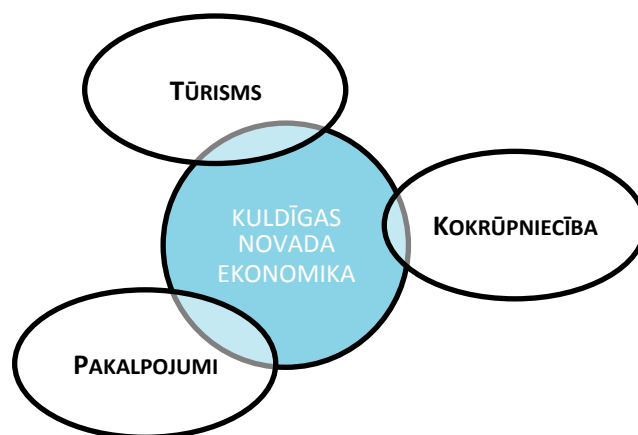 TŪRISMS
KULDĪGAS
NOVADA
EKONOMIKA
KOKRŪPNIECĪBA
PAKALPOJUMI